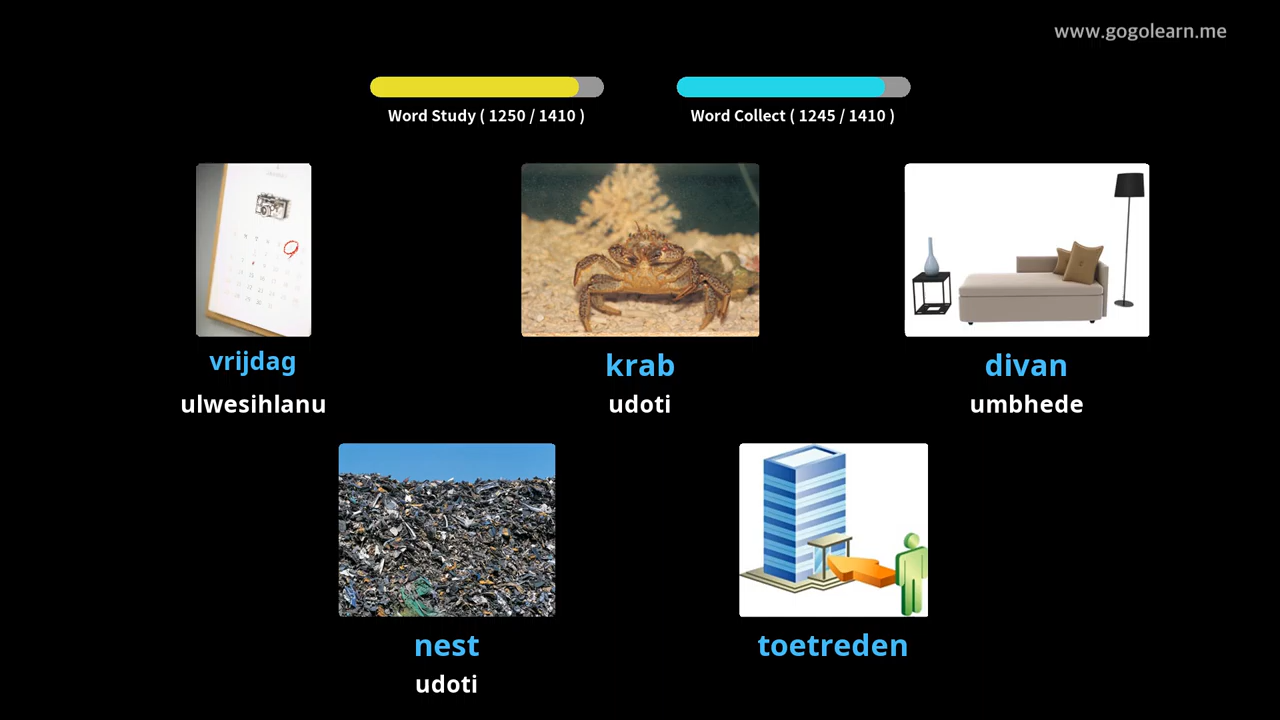 www.gogolearn.me
Word Study ( 1250 / 1410 )
Word Collect ( 1245 / 1410 )
vrijdag
ulwesihlanu
krab
udoti
divan
umbhede
nest
udoti
toetreden